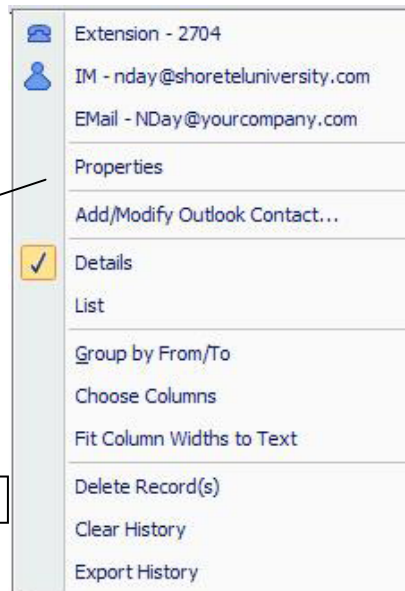 Extension - 2704
IM - nday@shoreteluniversity.com
EMail - NDay@yourcompany.com
Properties
Add/Modify Outlook Contact...
Details
List
Group by From/To
Choose Columns
Fit Column Widths to Text
Delete Record(s)
Clear History
Export History